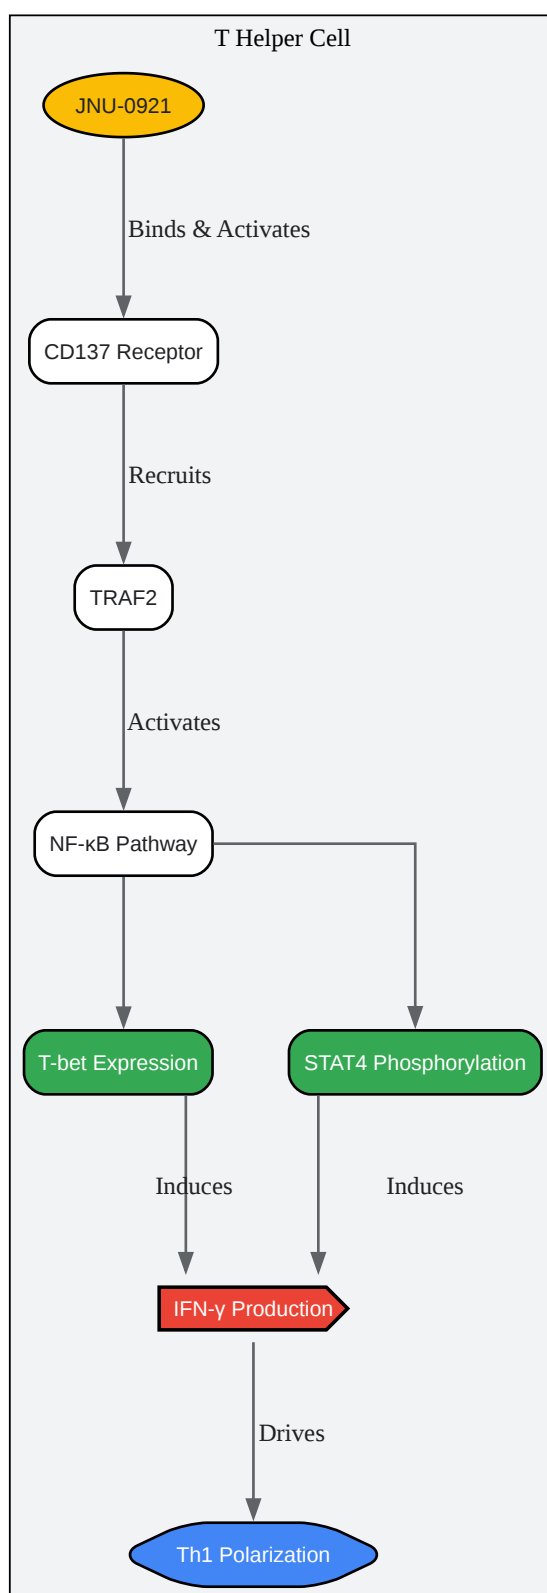 T Helper Cell
JNU-0921
Binds & Activates
CD137 Receptor
Recruits
TRAF2
Activates
NF-κB Pathway
T-bet Expression
STAT4 Phosphorylation
Induces
Induces
IFN-γ Production
Drives
Th1 Polarization